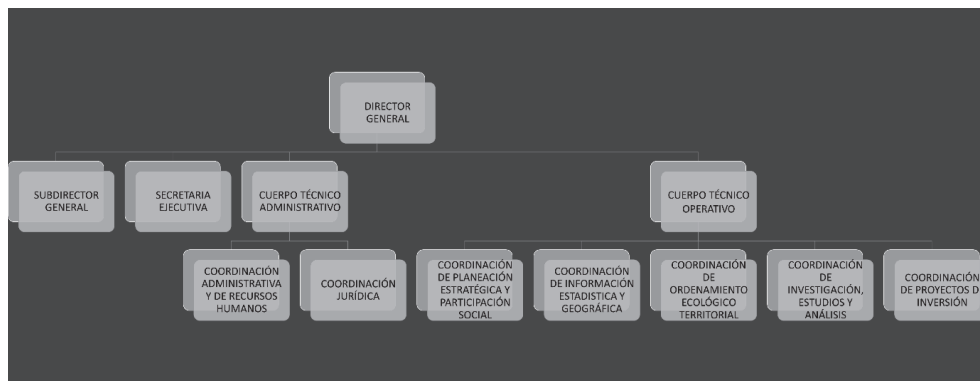 DIRECTOR
GENERAL
SUBDIRECTOR
GENERAL
SECRETARIA
EJECUTIVA
CUERPO TÉCNICO
ADMINISTRATIVO
CUERPO TÉCNICO
OPERATIVO
COORDINACIÓN
ADMINISTRATIVA
Y DE RECURSOS
HUMANOS
COORDINACIÓN
JURÍDICA
COORDINACIÓN
DE PLANEACIÓN
ESTRATÉGICA Y
PARTICIPACIÓN
SOCIAL
COORDINACIÓN
DE INFORMACIÓN
ESTADISTICA Y
GEOGRÁFICA
COORDINACIÓN
DE
ORDENAMIENTO
ECOLÓGICO
TERRITORIAL
COORDINACIÓN
DE
INVESTIGACIÓN,
ESTUDIOS Y
ANÁLISIS
COORDINACIÓN
DE PROYECTOS DE
INVERSIÓN